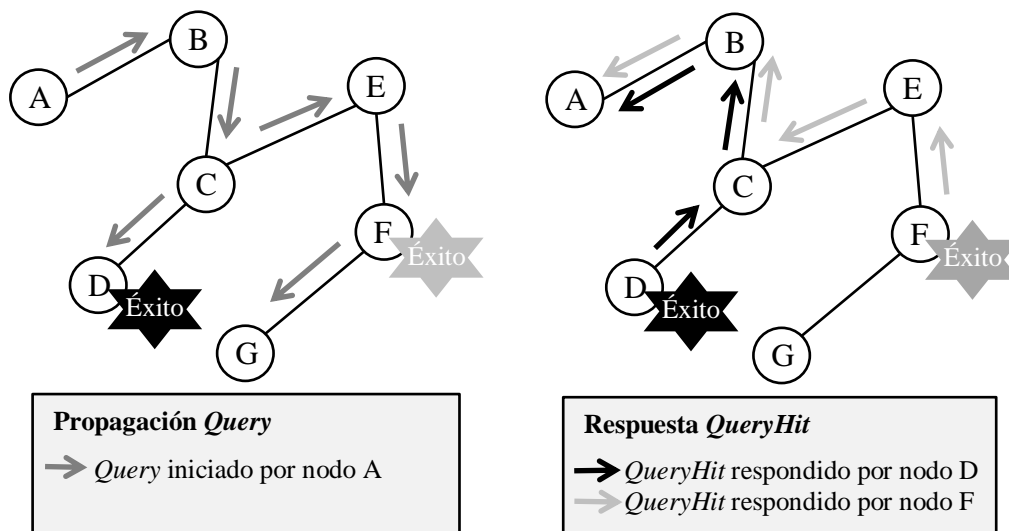 B
A
E
C
F
Éxito
D
Éxito
G
Propagación Query
Query iniciado por nodo A
B
A
E
C
F
Éxito
D
Éxito
G
Respuesta QueryHit
QueryHit respondido por nodo D
QueryHit respondido por nodo F